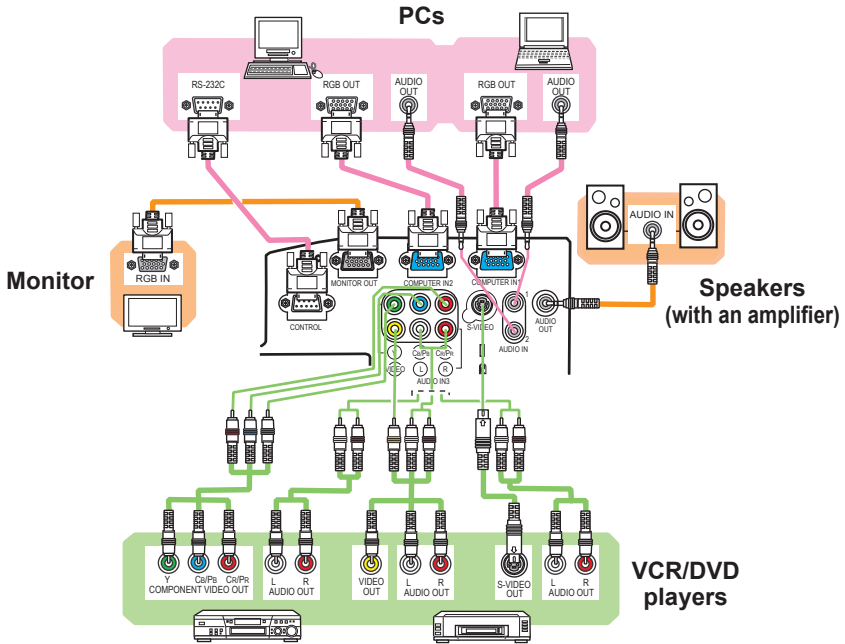 PCs
RS-232C
RGB OUT
AUDIO OUT
RGB OUT
AUDIO OUT
Monitor
RGB IN
MONITOR OUT
COMPUTER IN2
COMPUTER IN1
CONTROL
AUDIO IN
Speakers
(with an amplifier)
Y
CB/PB
CR/PR
VIDEO
L
R
AUDIO IN3
S-VIDEO
1
2
AUDIO IN
AUDIO OUT
Y CB/PB CR/PR
COMPONENT VIDEO OUT
L R
AUDIO OUT
VIDEO OUT
L R
AUDIO OUT
S-VIDEO OUT
L R
AUDIO OUT
VCR/DVD
players